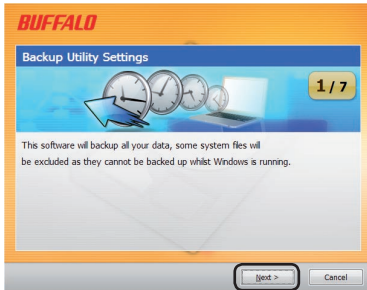 BUFFALO
Backup Utility Settings
1 / 7
This software will backup all your data, some system files will
be excluded as they cannot be backed up whilst Windows is running.
Next >
Cancel